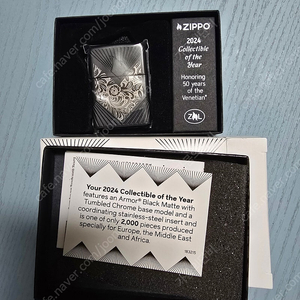 ZIPPO
2024
Collectible
of the
Year
Honoring
50 years
of the
Venetian®
Your 2024 Collectible of the Year
features an Armor® Black Matte with
Tumbled Chrome base model and a
coordinating stainless-steel insert and
is one of only 2,000 pieces produced
specially for Europe, the Middle East
and Africa.